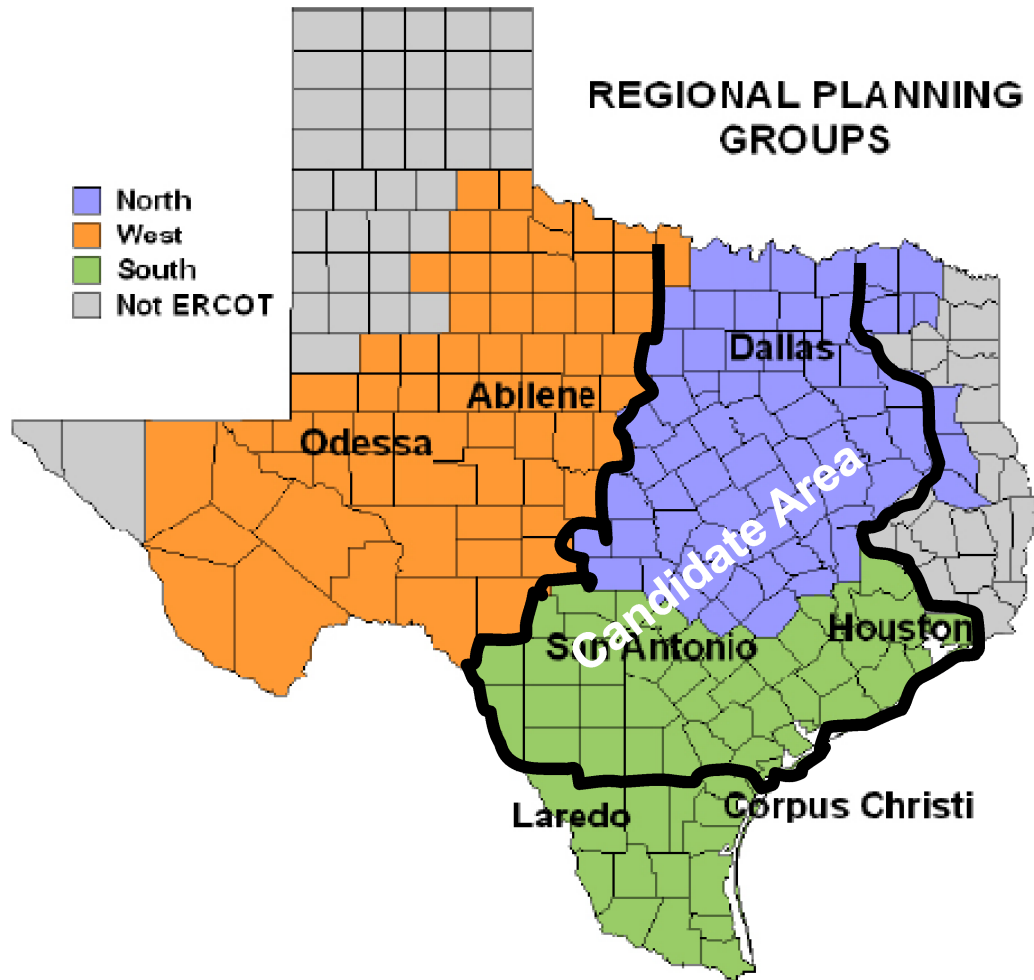 REGIONAL PLANNING
GROUPS
North
West
South
Not ERCOT
Dallas
Abilene
Odessa
Candidate Area
San Antonio
Houston
Laredo
Corpus Christi